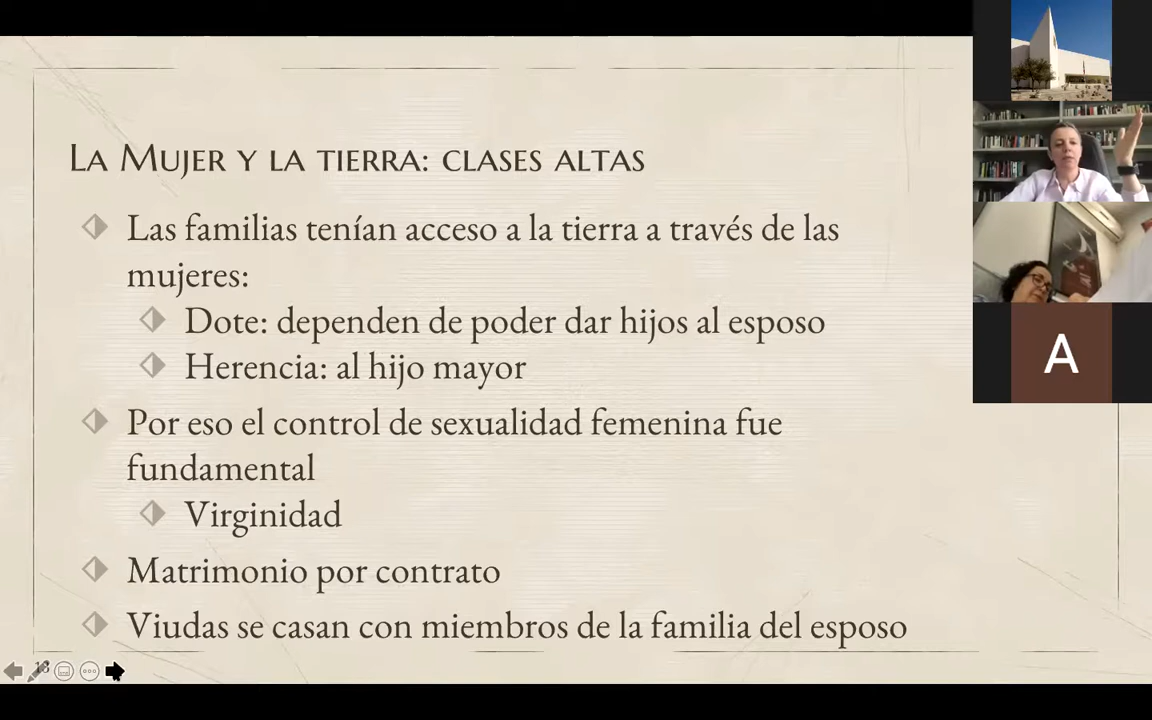 La Mujer y la tierra: clases altas
Las familias tenían acceso a la tierra a través de las
mujeres:
Dote: dependen de poder dar hijos al esposo
Herencia: al hijo mayor
Por eso el control de sexualidad femenina fue
fundamental
Virginidad
Matrimonio por contrato
Viudas se casan con miembros de la familia del esposo
13
A